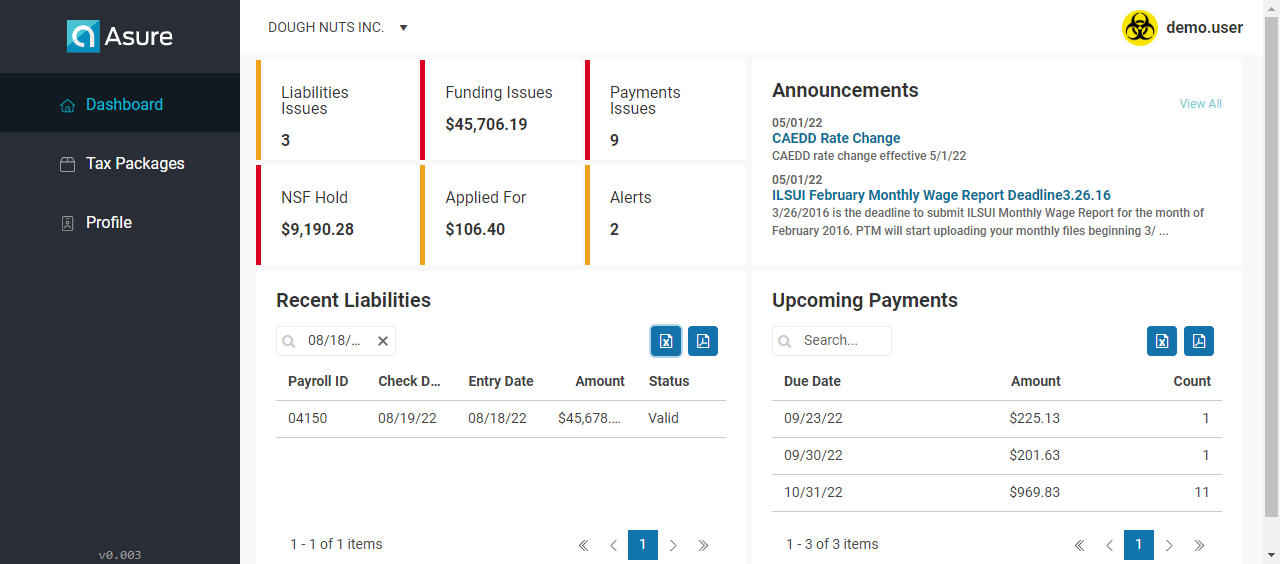 Asure
DOUGH NUTS INC.
demo.user
Dashboard
Tax Packages
Profile
v0.003
Liabilities
Issues
3
Funding Issues
$45,706.19
Payments
Issues
9
NSF Hold
$9,190.28
Applied For
$106.40
Alerts
2
Announcements
View All
05/01/22
CAEDD Rate Change
CAEDD rate change effective 5/1/22
05/01/22
ILSUI February Monthly Wage Report Deadline3.26.16
3/26/2016 is the deadline to submit ILSUI Monthly Wage Report for the month of
February 2016. PTM will start uploading your monthly files beginning 3/ ...
Recent Liabilities
08/18/...
Payroll ID Check D... Entry Date Amount Status
04150 08/19/22 08/18/22 $45,678.... Valid
1 - 1 of 1 items
1
Upcoming Payments
Search...
Due Date Amount Count
09/23/22 $225.13 1
09/30/22 $201.63 1
10/31/22 $969.83 11
1 - 3 of 3 items
1